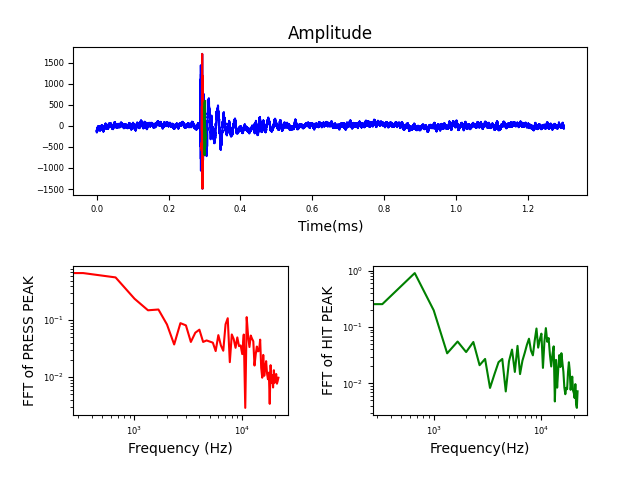 Amplitude
1500
1000
500
0
−500
−1000
−1500
0.0 0.2 0.4 0.6 0.8 1.0 1.2
Time(ms)
FFT of PRESS PEAK
10⁻¹
10⁻²
10³ 10⁴
Frequency (Hz)
FFT of HIT PEAK
10⁰
10⁻¹
10⁻²
10³ 10⁴
Frequency(Hz)